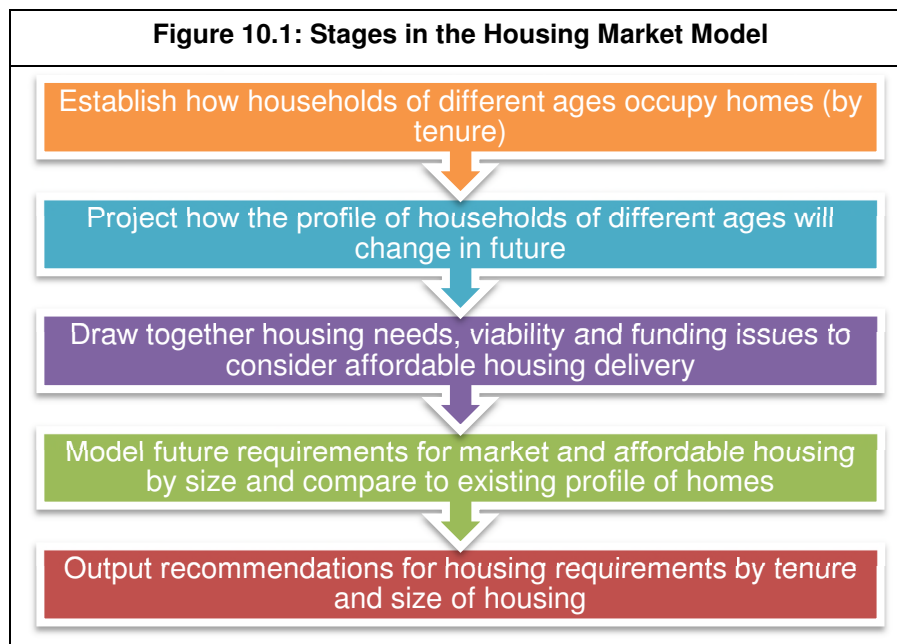 Figure 10.1: Stages in the Housing Market Model
Establish how households of different ages occupy homes (by
tenure)
Project how the profile of households of different ages will
change in future
Draw together housing needs, viability and funding issues to
consider affordable housing delivery
Model future requirements for market and affordable housing
by size and compare to existing profile of homes
Output recommendations for housing requirements by tenure
and size of housing